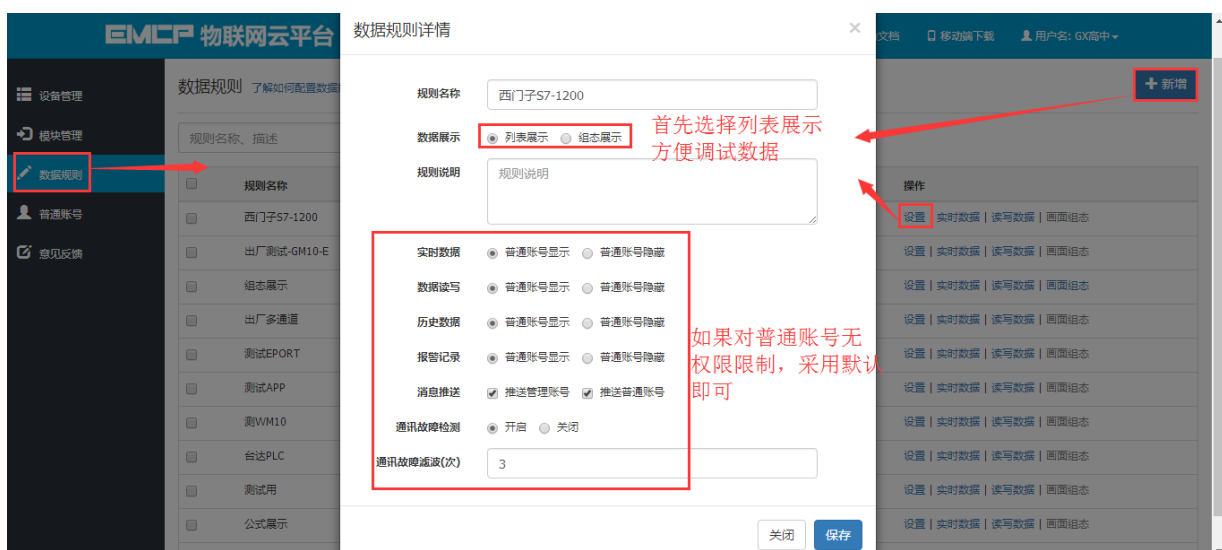 EMCP 物联网云平台
数据规则详情
×
文档
移动端下载
用户名: GX高中
设备管理
模块管理
数据规则
普通账号
意见反馈
数据规则 了解如何配置数据
新增
规则名称、描述
规则名称
操作
西门子S7-1200
设置 | 实时数据 | 读写数据 | 画面组态
出厂测试-GM10-E
设置 | 实时数据 | 读写数据 | 画面组态
组态展示
设置 | 实时数据 | 读写数据 | 画面组态
出厂多通道
设置 | 实时数据 | 读写数据 | 画面组态
测试EPORT
设置 | 实时数据 | 读写数据 | 画面组态
测试APP
设置 | 实时数据 | 读写数据 | 画面组态
测WM10
设置 | 实时数据 | 读写数据 | 画面组态
台达PLC
设置 | 实时数据 | 读写数据 | 画面组态
测试用
设置 | 实时数据 | 读写数据 | 画面组态
公式展示
设置 | 实时数据 | 读写数据 | 画面组态
规则名称 西门子S7-1200
数据展示 列表展示 组态展示
首先选择列表展示
方便调试数据
规则说明 规则说明
实时数据 普通账号显示 普通账号隐藏
数据读写 普通账号显示 普通账号隐藏
历史数据 普通账号显示 普通账号隐藏
报警记录 普通账号显示 普通账号隐藏
消息推送 推送管理账号 推送普通账号
通讯故障检测 开启 关闭
通讯故障滤波(次) 3
如果对普通账号无
权限限制，采用默认
即可
关闭 保存